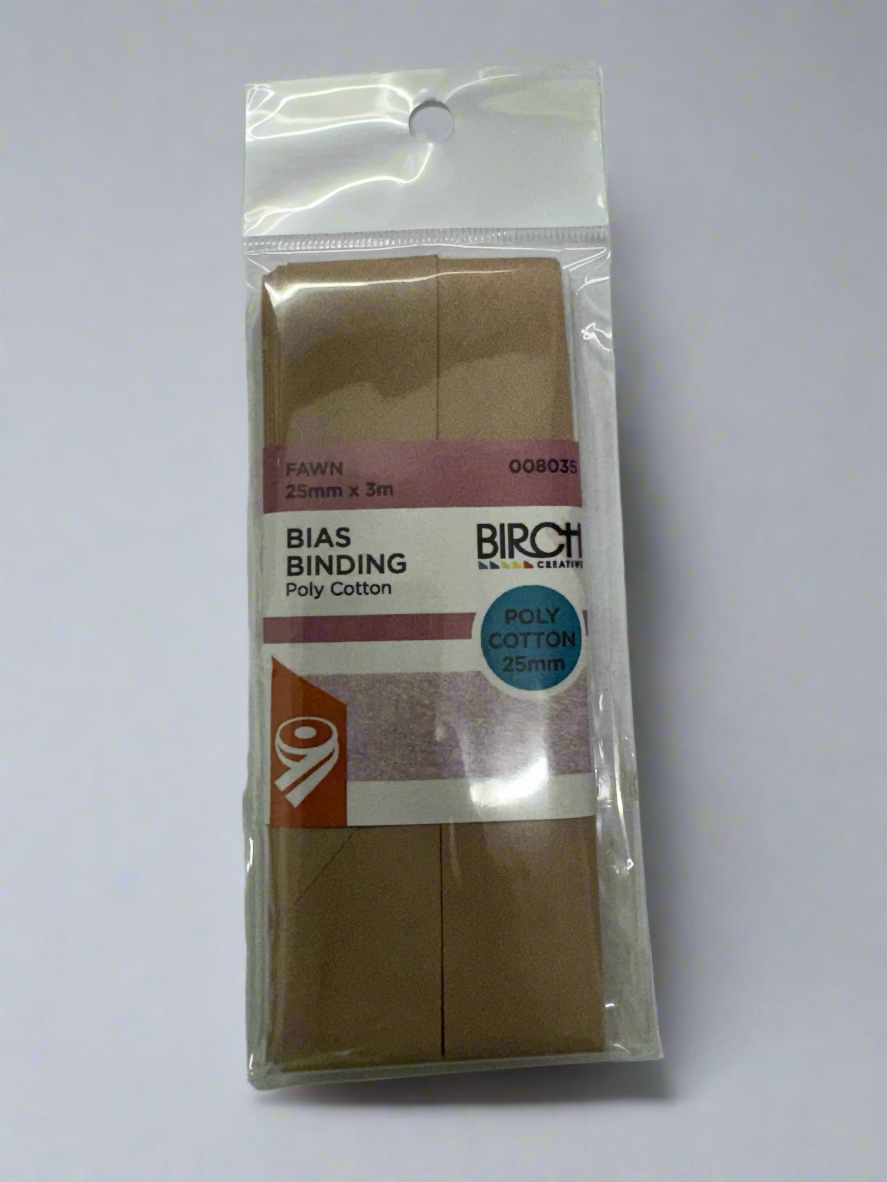 FAWN
008035
25mm x 3m
BIAS
BINDING
Poly Cotton
BIRCH
CREATIVE
POLY
COTTON
25mm